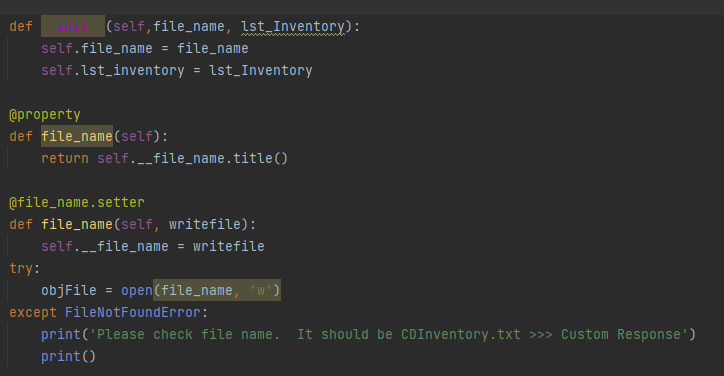 def __init__(self,file_name, lst_Inventory):
    self.file_name = file_name
    self.lst_inventory = lst_Inventory

@property
def file_name(self):
    return self.__file_name.title()

@file_name.setter
def file_name(self, writefile):
    self.__file_name = writefile
try:
    objFile = open(file_name, 'w')
except FileNotFoundError:
    print('Please check file name.  It should be CDInventory.txt >>> Custom Response')
    print()